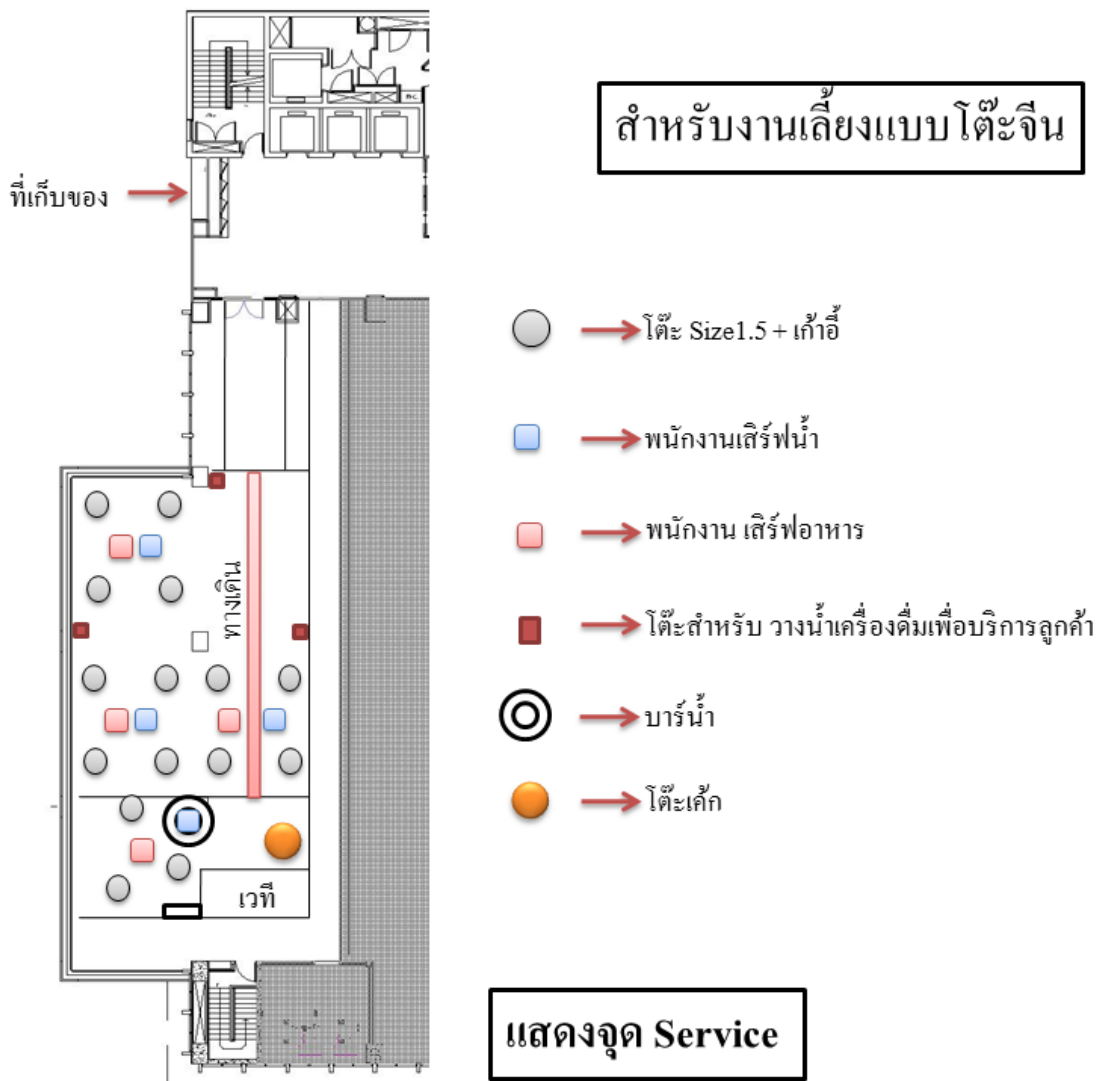 สำหรับงานเลี้ยงแบบโต๊ะจีน
ที่เก็บของ
โต๊ะ Size1.5 + เก้าอี้
พนักงานเสิร์ฟน้ำ
พนักงาน เสิร์ฟอาหาร
ทางเดิน
โต๊ะสำหรับ วางน้ำเครื่องดื่มเพื่อบริการลูกค้า
บาร์น้ำ
โต๊ะเค้ก
เวที
แสดงจุด Service